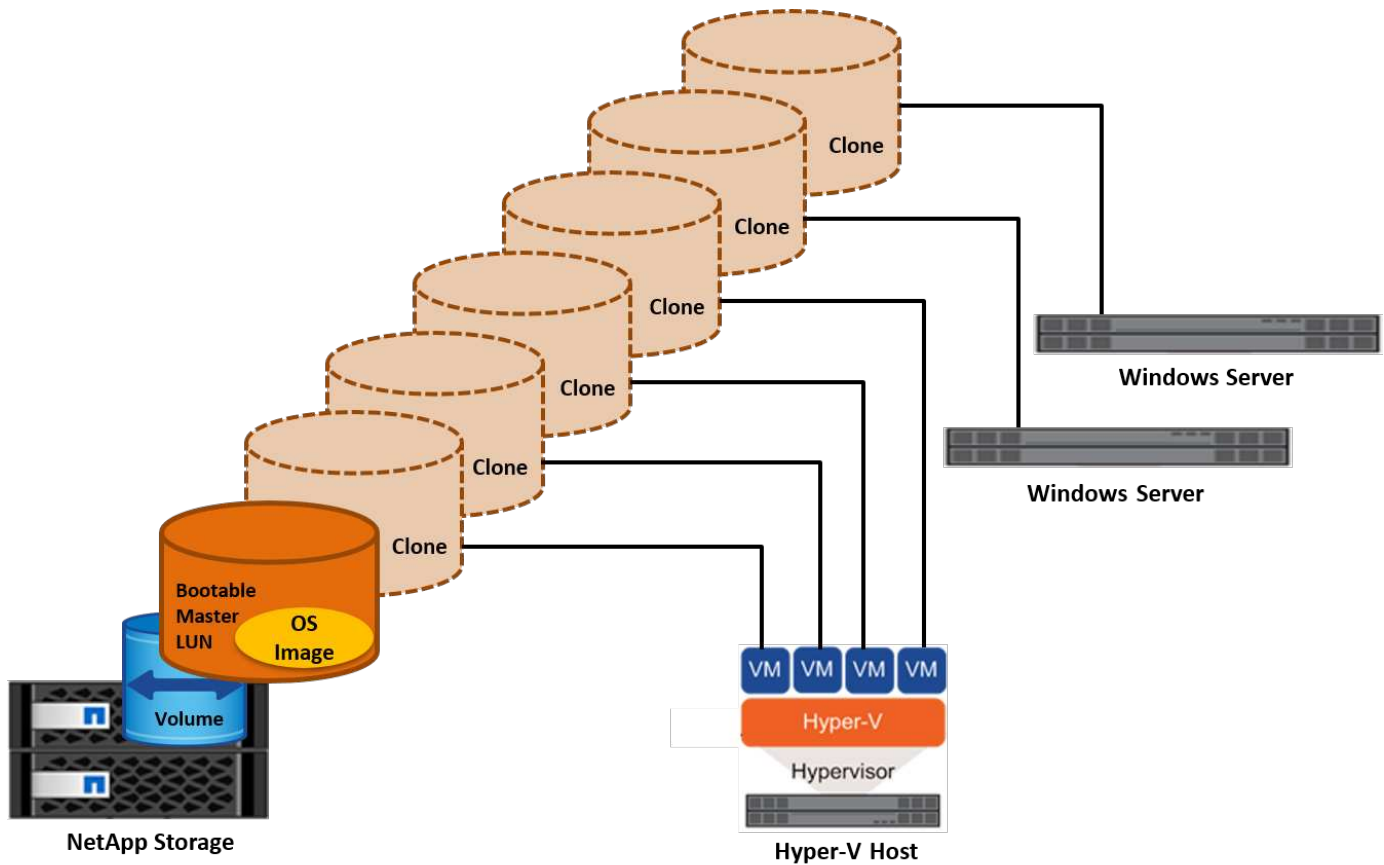 Clone
Clone
Clone
Clone
Clone
Clone
Windows Server
Windows Server
Bootable
Master
LUN
OS
Image
Volume
NetApp Storage
VM VM VM VM
Hyper-V
Hypervisor
Hyper-V Host